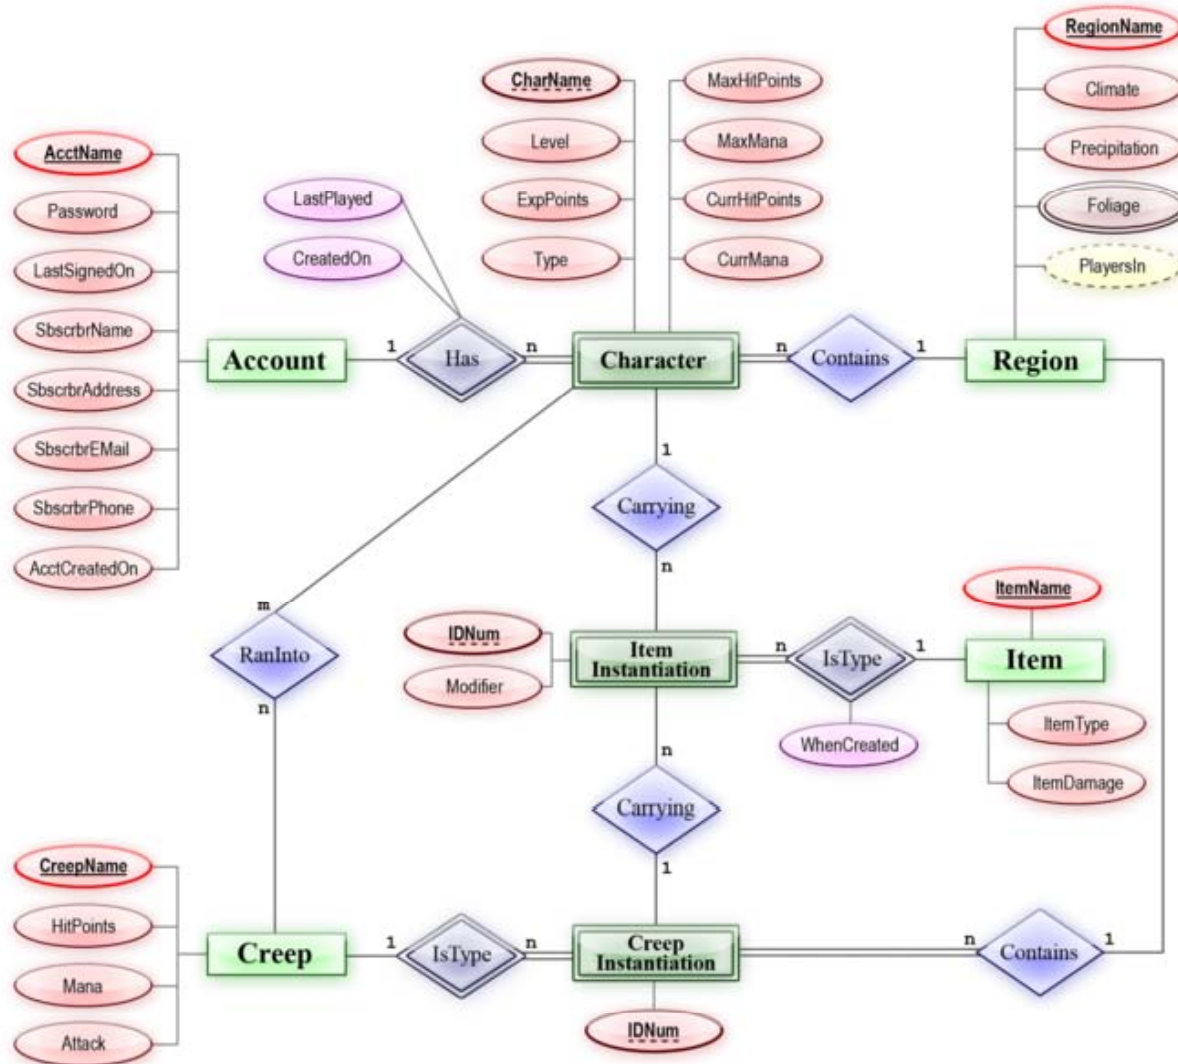 RegionName
CharName
MaxHitPoints
Climate
Level
MaxMana
AcctName
Precipitation
Password
LastPlayed
ExpPoints
CurrHitPoints
Foliage
LastSignedOn
CreatedOn
Type
CurrMana
PlayersIn
SbscrbrName
Account
1
Has
n
Character
n
Contains
1
Region
SbscrbrAddress
SbscrbrEMail
1
SbscrbrPhone
Carrying
AcctCreatedOn
n
ItemName
m
RanInto
n
IDNum
Modifier
Item
Instantiation
n
IsType
1
Item
WhenCreated
ItemType
ItemDamage
n
Carrying
1
CreepName
HitPoints
Mana
Attack
Creep
1
IsType
n
Creep
Instantiation
n
Contains
1
IDNum